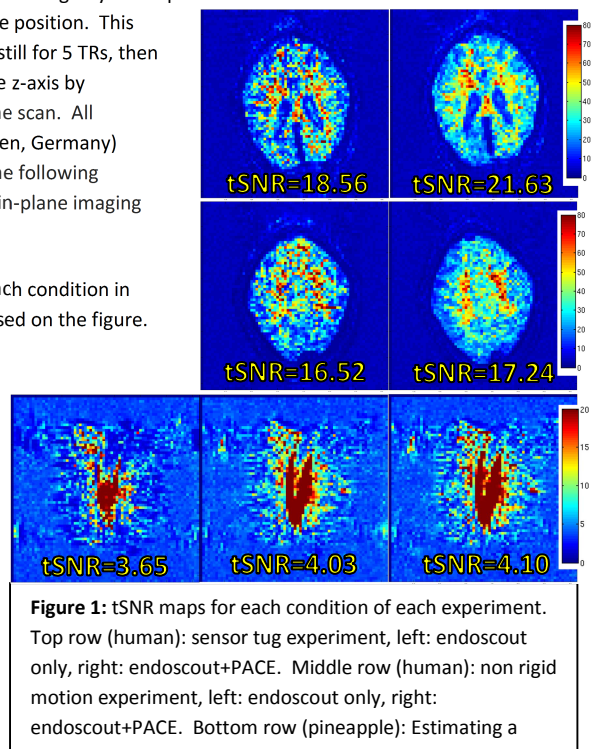 e position. This
still for 5 TRs, then
e z-axis by
ne scan. All
en, Germany)
ne following
in-plane imaging
ach condition in
sed on the figure.
tSNR=18.56
tSNR=21.63
80
70
60
50
40
30
20
10
0
tSNR=16.52
tSNR=17.24
80
70
60
50
40
30
20
10
0
tSNR=3.65
tSNR=4.03
tSNR=4.10
20
15
10
5
0
Figure 1: tSNR maps for each condition of each experiment.
Top row (human): sensor tug experiment, left: endoscout
only, right: endoscout+PACE. Middle row (human): non rigid
motion experiment, left: endoscout only, right:
endoscout+PACE. Bottom row (pineapple): Estimating a